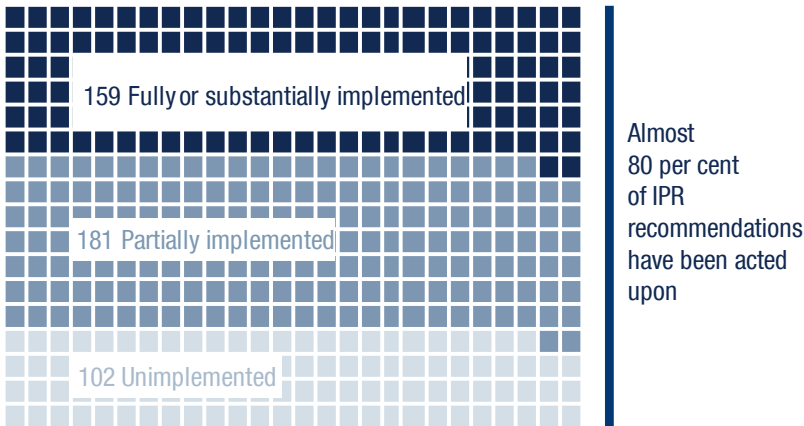 159 Fully or substantially implemented
181 Partially implemented
102 Unimplemented
Almost
80 per cent
of IPR
recommendations
have been acted
upon